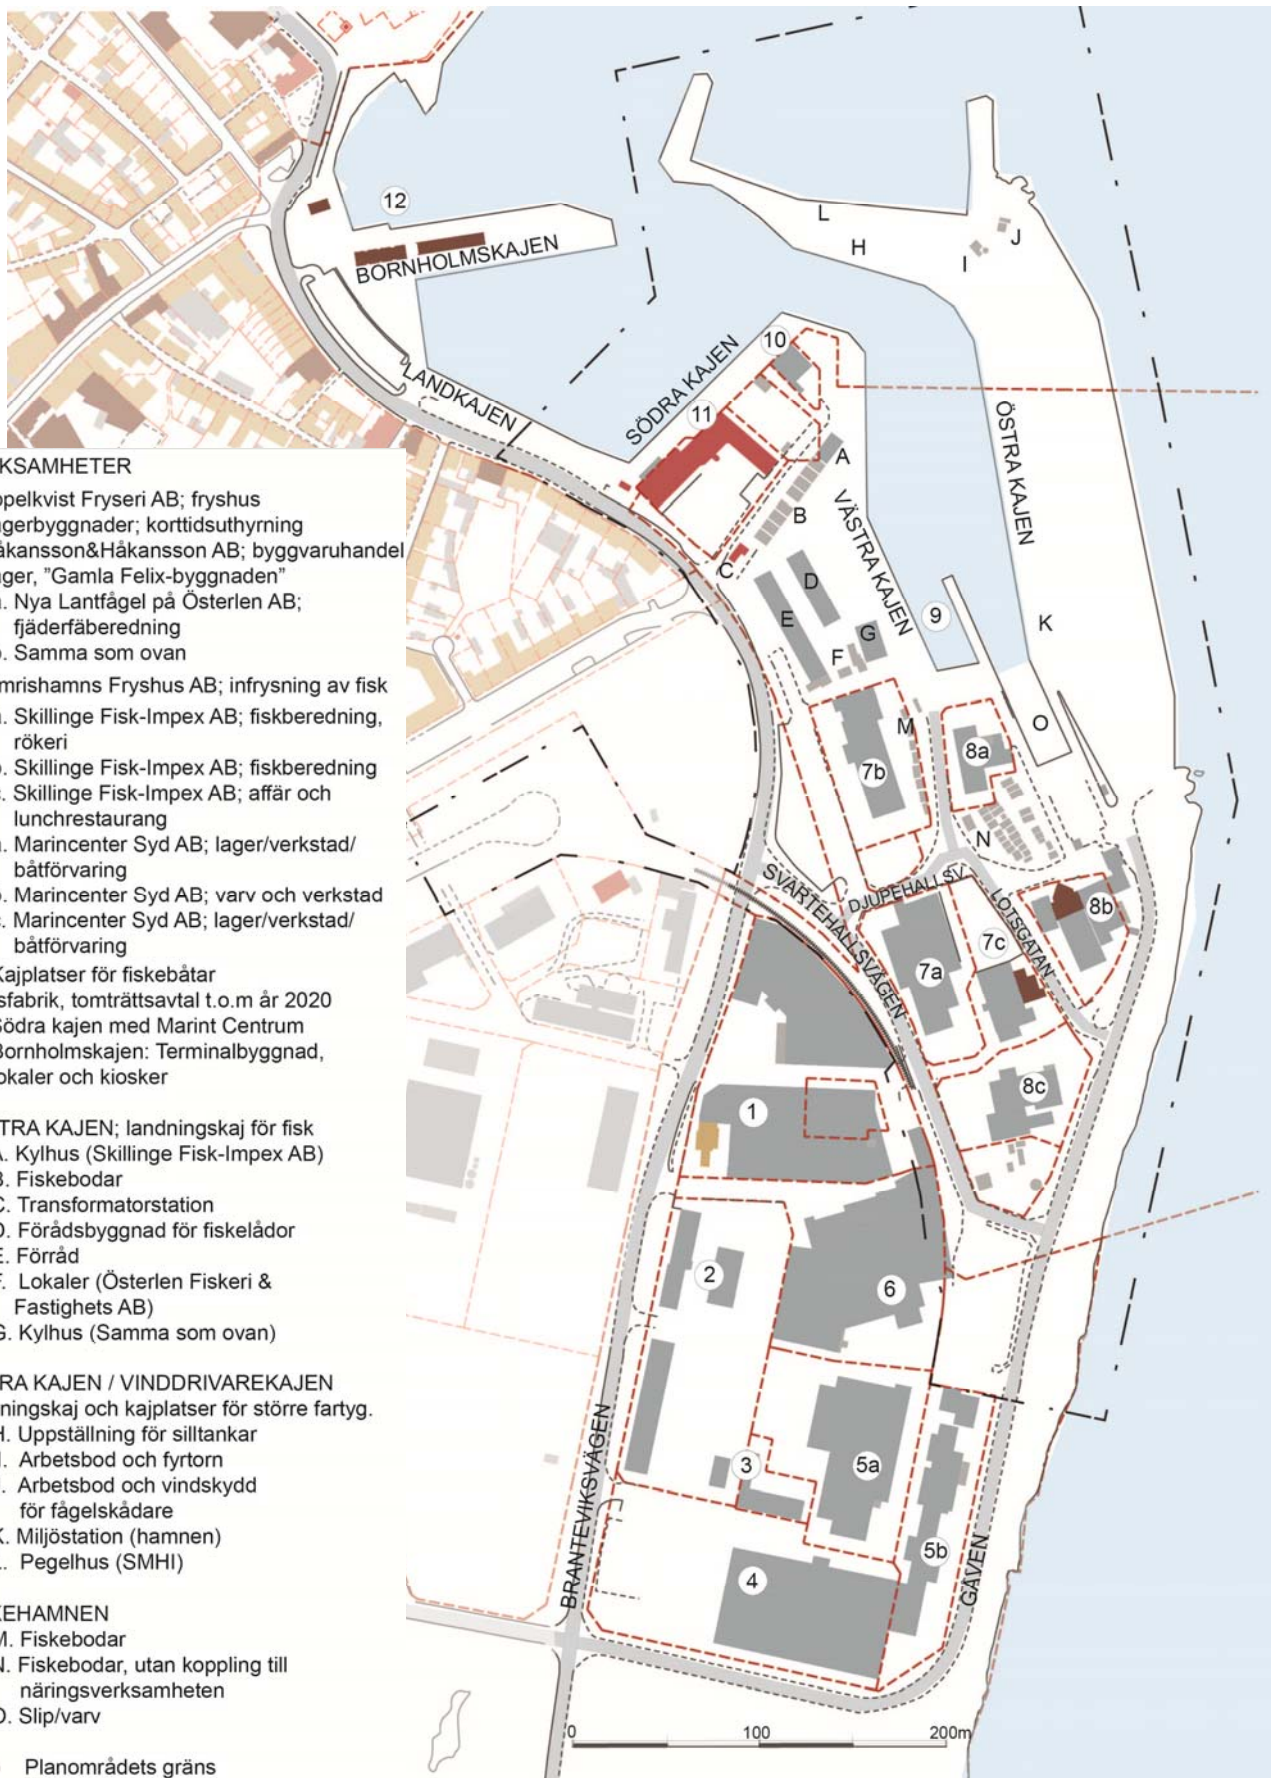 KSAMHETER
ppelkvist Fryseri AB; fryshus
gerbyggnader; korttidsuthyrning
åkansson&Håkansson AB; byggvaruhandel
ger, "Gamla Felix-byggnaden"
a. Nya Lantfågel på Österlen AB;
fjäderfäberedning
b. Samma som ovan
mrishamns Fryshus AB; infrysning av fisk
a. Skillinge Fisk-Impex AB; fiskberedning,
rökeri
b. Skillinge Fisk-Impex AB; fiskberedning
c. Skillinge Fisk-Impex AB; affär och
lunchrestaurang
a. Marincenter Syd AB; lager/verkstad/
båtförvaring
b. Marincenter Syd AB; varv och verkstad
c. Marincenter Syd AB; lager/verkstad/
båtförvaring
Kajplatser för fiskebåtar
sfabrik, tomträttsavtal t.o.m år 2020
Södra kajen med Marint Centrum
Bornholmskajen: Terminalbyggnad,
okaler och kiosker
TRA KAJEN; landningskaj för fisk
A. Kylhus (Skillinge Fisk-Impex AB)
B. Fiskebodar
C. Transformatorstation
D. Förådsbyggnad för fiskelådor
E. Förråd
F. Lokaler (Österlen Fiskeri &
Fastighets AB)
G. Kylhus (Samma som ovan)
RA KAJEN / VINDDRIVAREKAJEN
ningskaj och kajplatser för större fartyg.
H. Uppställning för silltankar
I. Arbetsbod och fyrtorn
J. Arbetsbod och vindskydd
för fågelskådare
K. Miljöstation (hamnen)
L. Pegelhus (SMHI)
KEHAMNEN
M. Fiskebodar
N. Fiskebodar, utan koppling till
näringsverksamheten
O. Slip/varv
Planområdets gräns
12
BORNHOLMSKAJEN
L
H
J
I
LANDKAJEN
SÖDRA KAJEN
10
11
A
B
C
D
E
F
G
VÄSTRA KAJEN
ÖSTRA KAJEN
9
K
M
O
7b
8a
N
SVARTEHALLSVÄGEN
DJUPEHALLSV.
LOTSGATAN
8b
7c
7a
8c
1
2
6
3
5a
5b
4
BRANTEVIKSVÄGEN
GÄVEN
0
100
200m